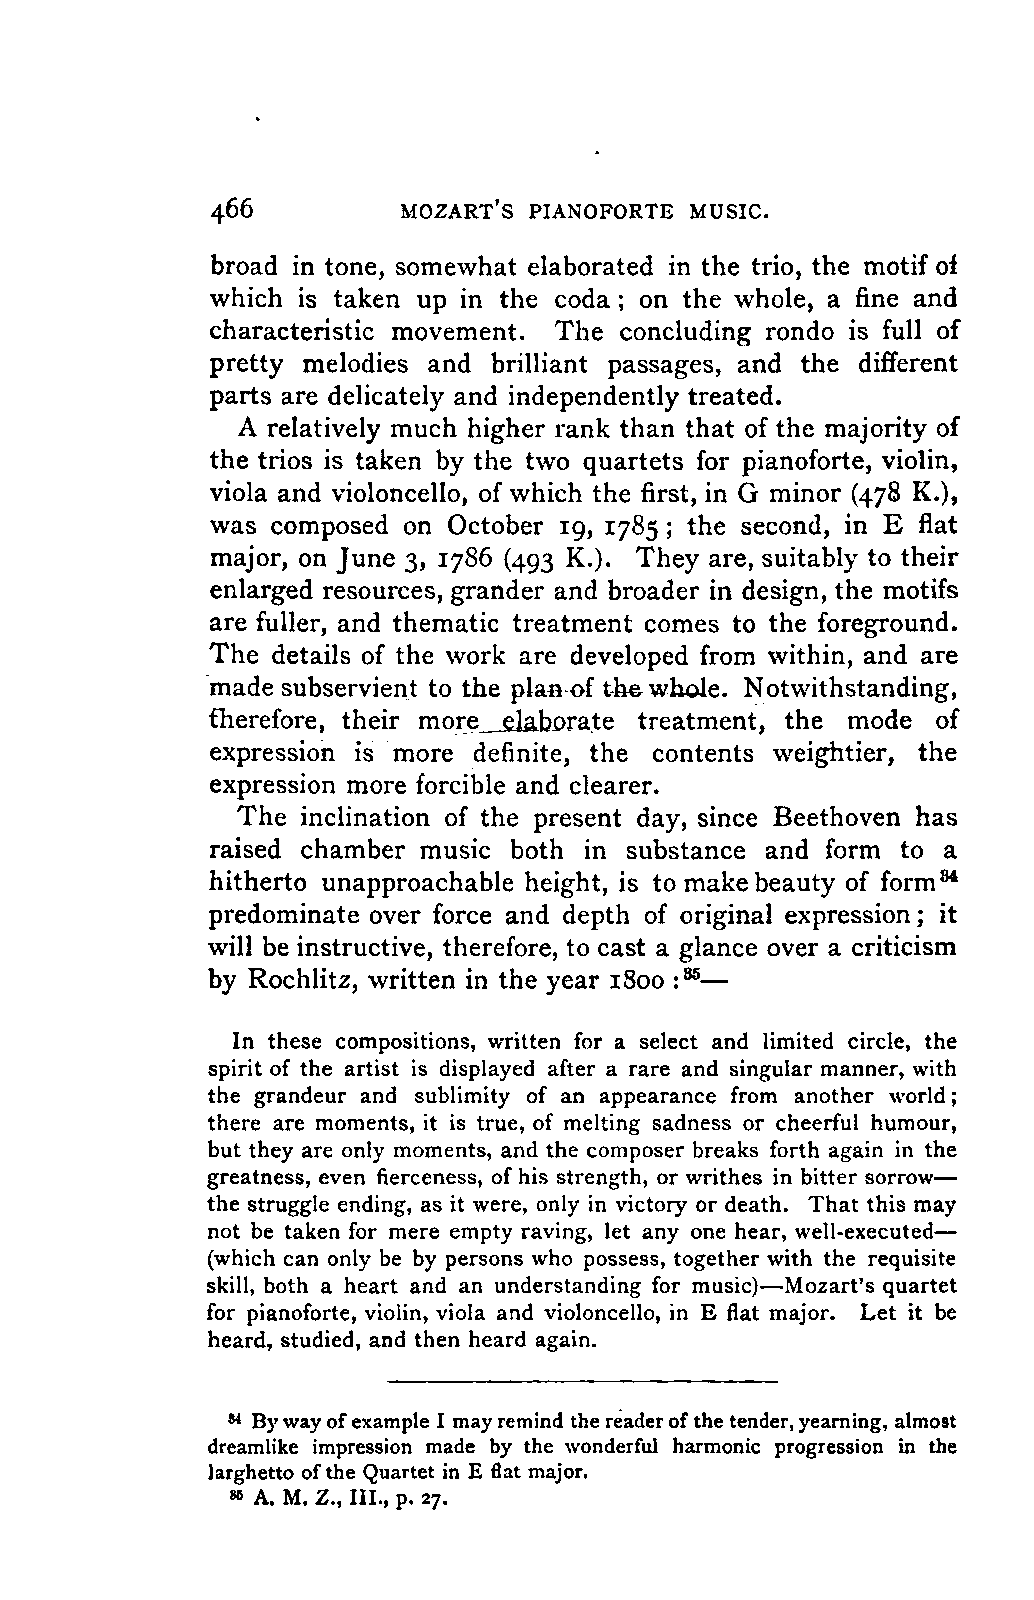 466 MOZART'S PIANOFORTE MUSIC.
broad in tone, somewhat elaborated in the trio, the motif of
which is taken up in the coda; on the whole, a fine and
characteristic movement. The concluding rondo is full of
pretty melodies and brilliant passages, and the different
parts are delicately and independently treated.
A relatively much higher rank than that of the majority of
the trios is taken by the two quartets for pianoforte, violin,
viola and violoncello, of which the first, in G minor (478 K.),
was composed on October 19, 1785; the second, in E flat
major, on June 3, 1786 (493 K.). They are, suitably to their
enlarged resources, grander and broader in design, the motifs
are fuller, and thematic treatment comes to the foreground.
The details of the work are developed from within, and are
made subservient to the plan of the whole. Notwithstanding,
therefore, their more elaborate treatment, the mode of
expression is more definite, the contents weightier, the
expression more forcible and clearer.
The inclination of the present day, since Beethoven has
raised chamber music both in substance and form to a
hitherto unapproachable height, is to make beauty of form⁸⁴
predominate over force and depth of original expression; it
will be instructive, therefore, to cast a glance over a criticism
by Rochlitz, written in the year 1800 :⁸⁵—
In these compositions, written for a select and limited circle, the
spirit of the artist is displayed after a rare and singular manner, with
the grandeur and sublimity of an appearance from another world;
there are moments, it is true, of melting sadness or cheerful humour,
but they are only moments, and the composer breaks forth again in the
greatness, even fierceness, of his strength, or writhes in bitter sorrow—
the struggle ending, as it were, only in victory or death. That this may
not be taken for mere empty raving, let any one hear, well-executed—
(which can only be by persons who possess, together with the requisite
skill, both a heart and an understanding for music)—Mozart's quartet
for pianoforte, violin, viola and violoncello, in E flat major. Let it be
heard, studied, and then heard again.
⁸⁴ By way of example I may remind the reader of the tender, yearning, almost
dreamlike impression made by the wonderful harmonic progression in the
larghetto of the Quartet in E flat major.
⁸⁵ A. M. Z., III., p. 27.